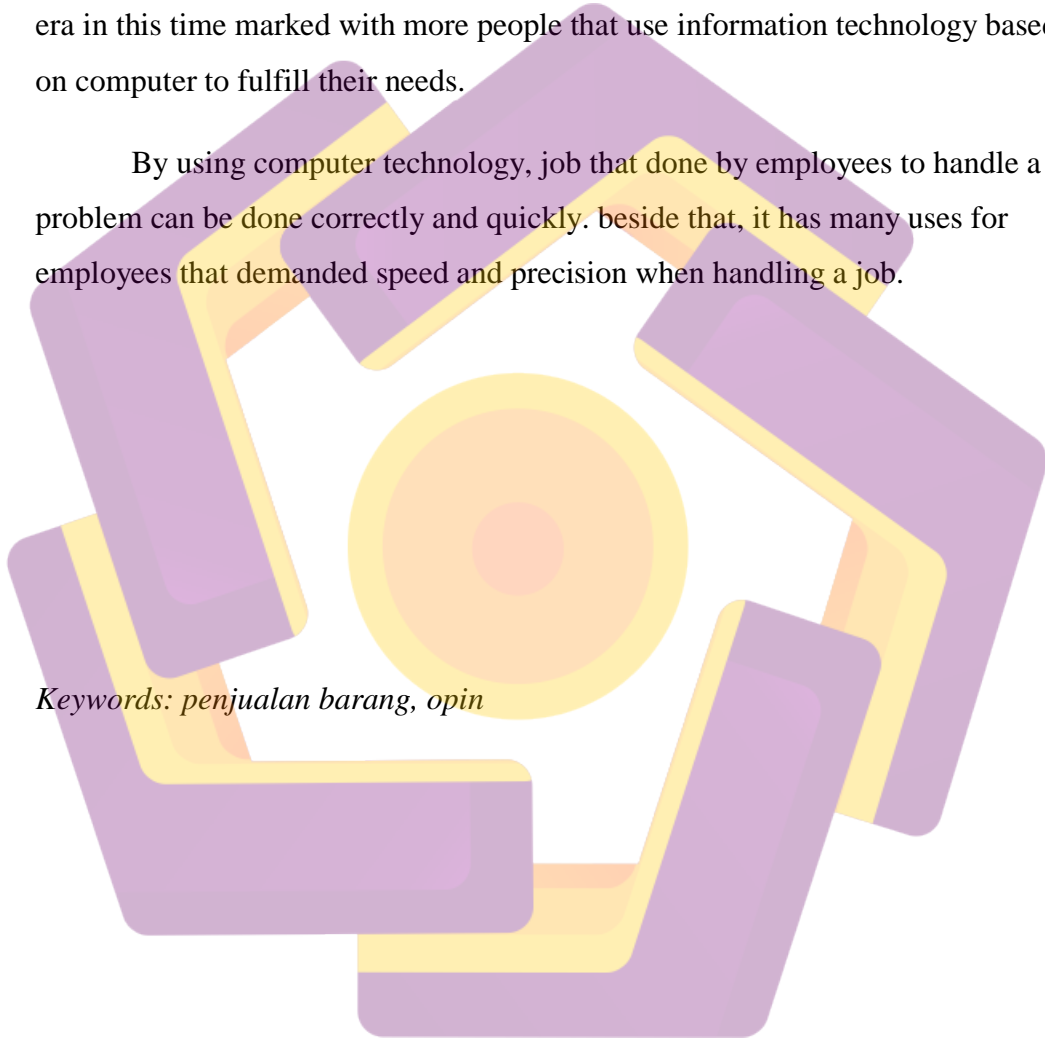 era in this time marked with more people that use information technology based
on computer to fulfill their needs.
By using computer technology, job that done by employees to handle a
problem can be done correctly and quickly. beside that, it has many uses for
employees that demanded speed and precision when handling a job.
Keywords: penjualan barang, opin